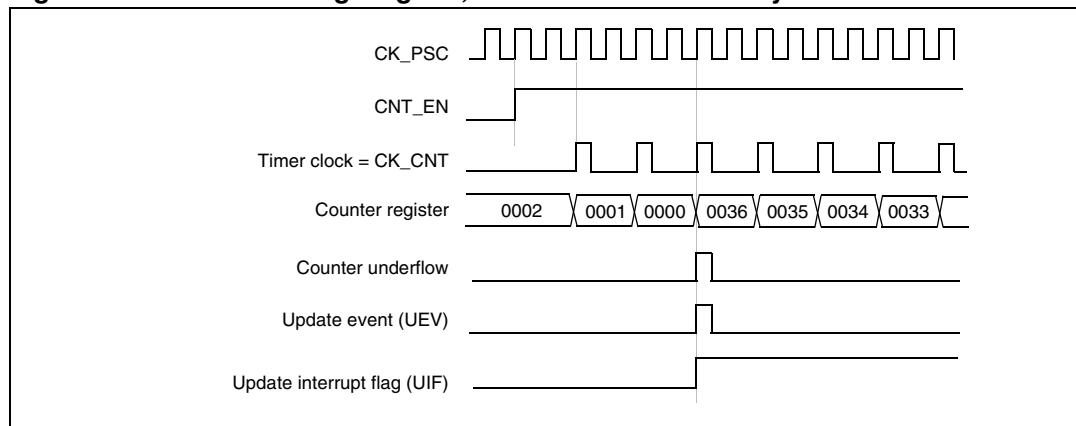 CK_PSC
CNT_EN
Timer clock = CK_CNT
Counter register 0002 0001 0000 0036 0035 0034 0033
Counter underflow
Update event (UEV)
Update interrupt flag (UIF)